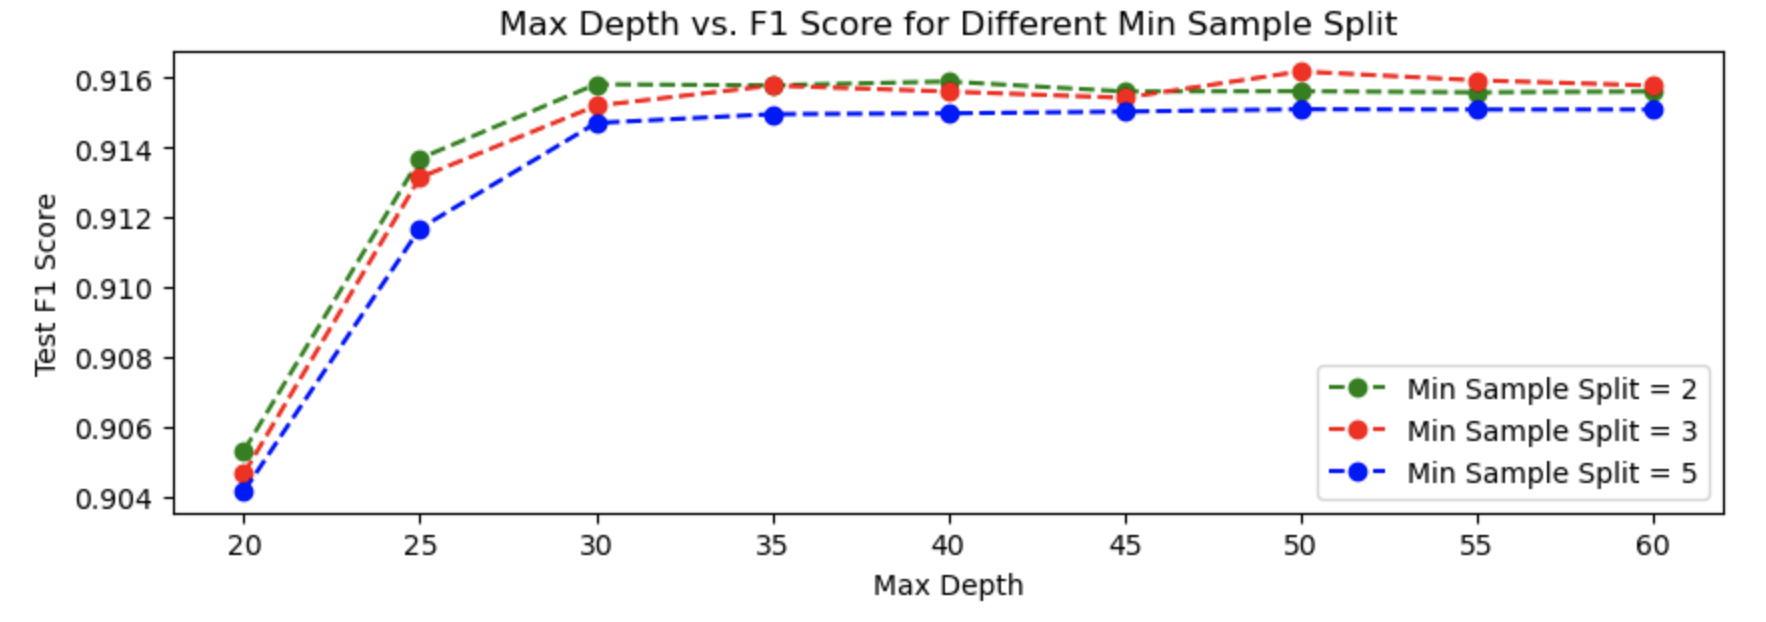 Max Depth vs. F1 Score for Different Min Sample Split
Test F1 Score
0.916
0.914
0.912
0.910
0.908
0.906
0.904
Min Sample Split = 2
Min Sample Split = 3
Min Sample Split = 5
20 25 30 35 40 45 50 55 60
Max Depth